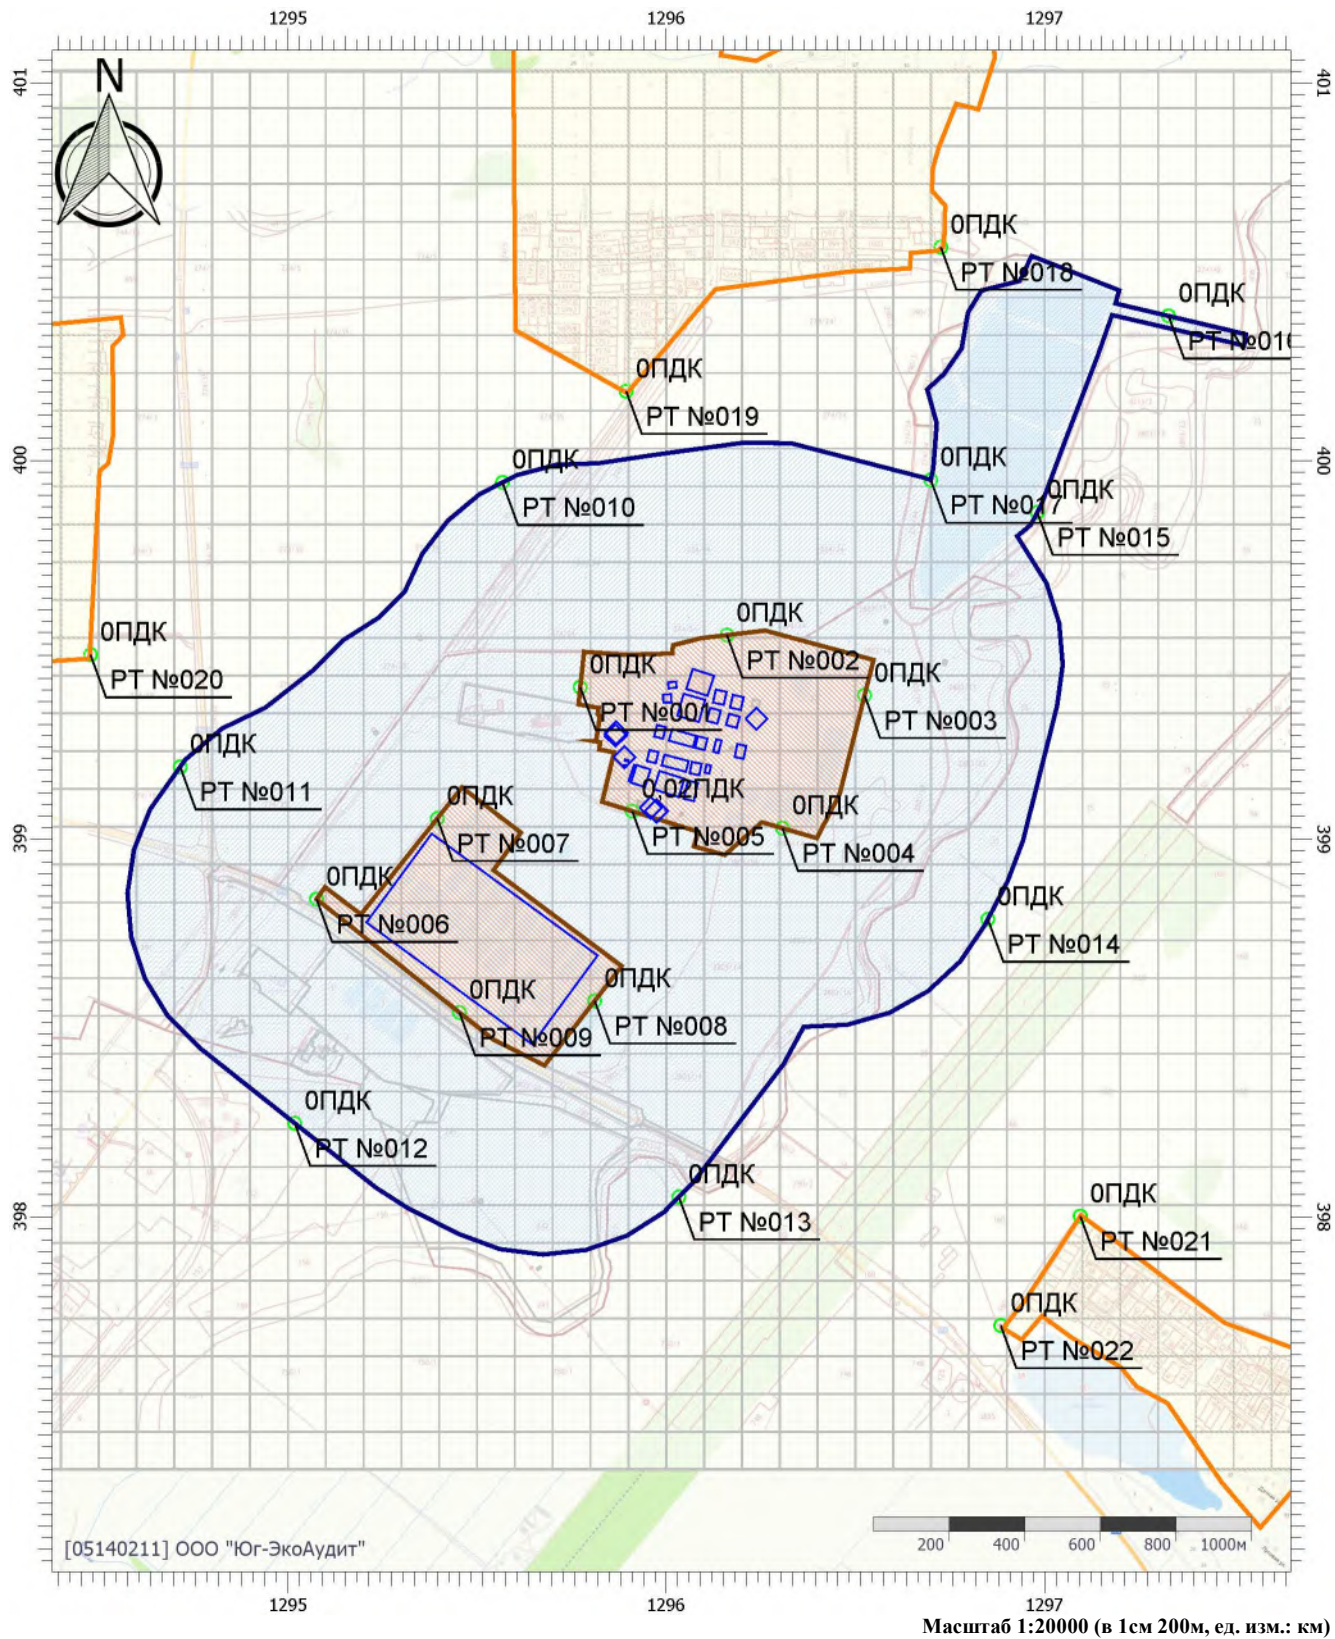 1295 1296 1297
401 401
N
0ПДК
РТ №018
0ПДК
РТ №016
0ПДК
РТ №019
400 400
0ПДК
РТ №010
0ПДК
РТ №017
0ПДК
РТ №015
0ПДК
РТ №020
0ПДК
РТ №002
0ПДК
РТ №001
0ПДК
РТ №003
0ПДК
РТ №011
0,02ПДК
РТ №005
0ПДК
РТ №004
399 399
0ПДК
РТ №007
0ПДК
РТ №006
0ПДК
РТ №014
0ПДК
РТ №008
0ПДК
РТ №009
0ПДК
РТ №012
0ПДК
РТ №013
398 398
0ПДК
РТ №021
0ПДК
РТ №022
200 400 600 800 1000м
[05140211] ООО "Юг-ЭкоАудит"
1295 1296 1297
Масштаб 1:20000 (в 1см 200м, ед. изм.: км)